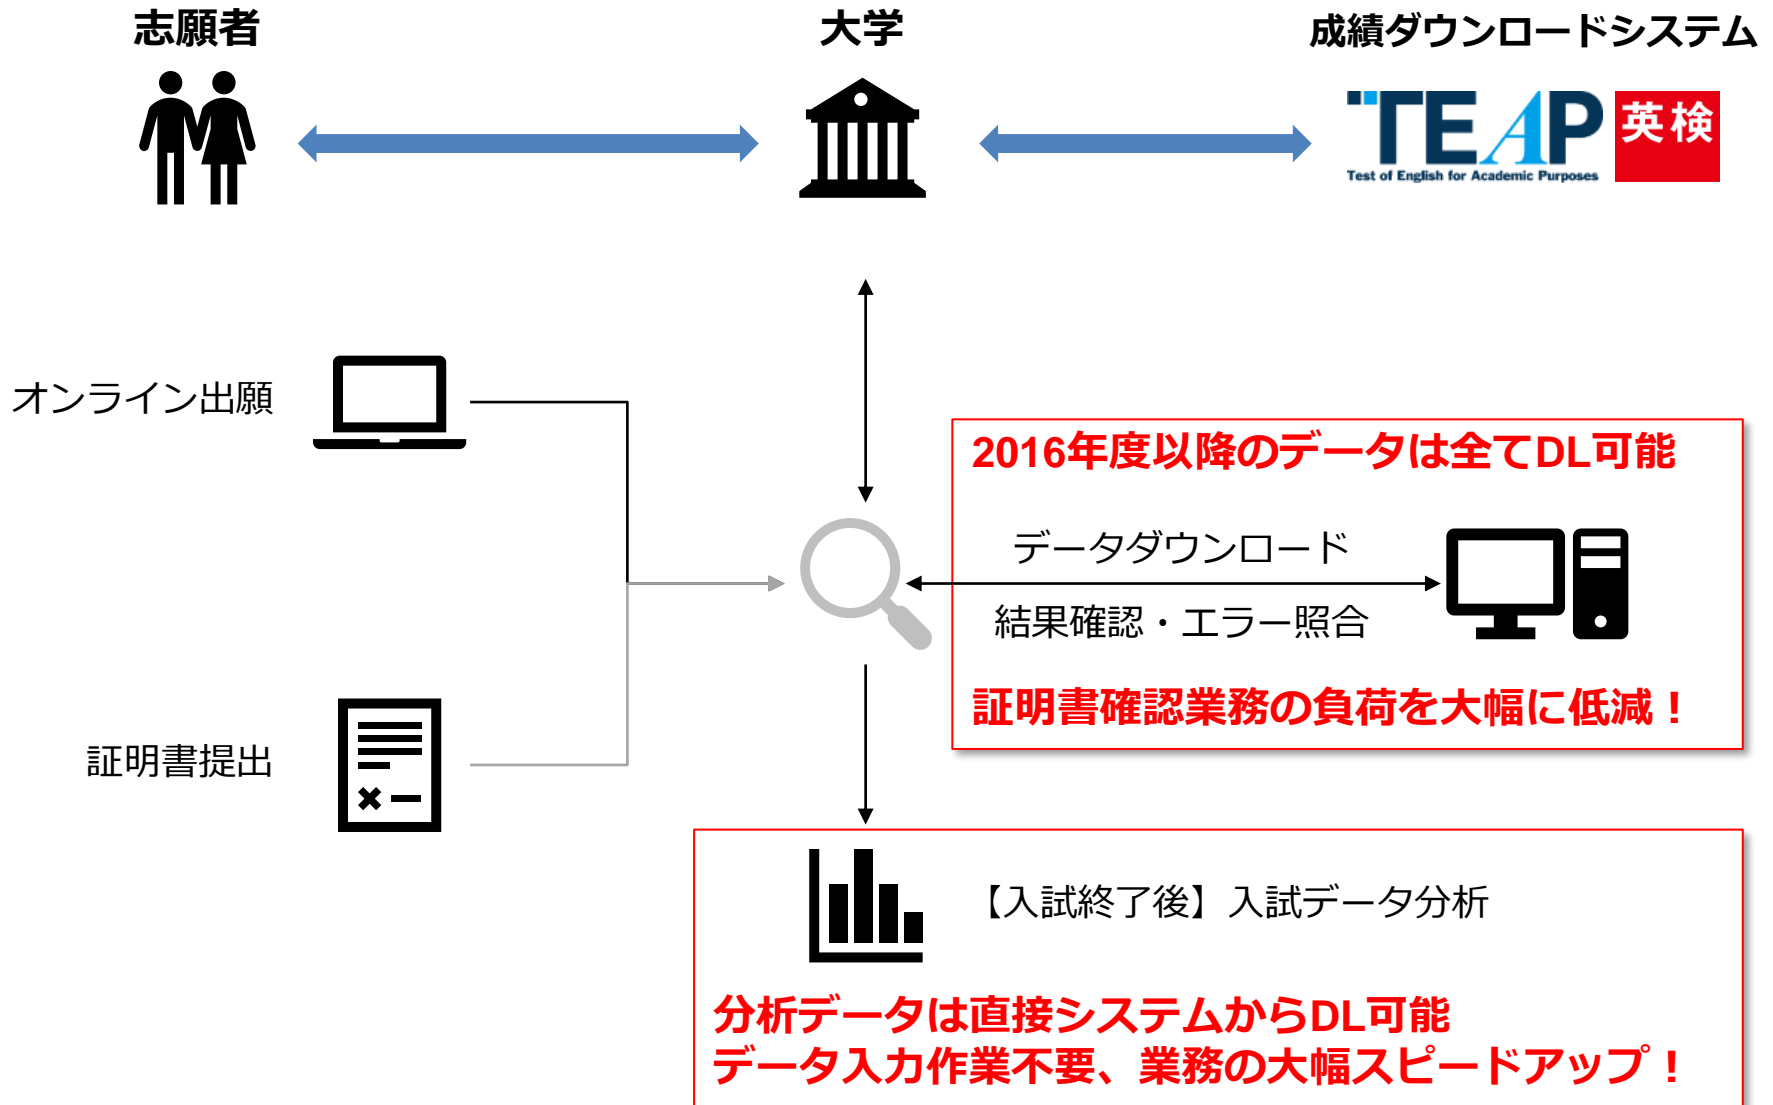 志願者
大学
成績ダウンロードシステム
TEAP
Test of English for Academic Purposes
英検
オンライン出願
2016年度以降のデータは全てDL可能
データダウンロード
結果確認・エラー照合
証明書確認業務の負荷を大幅に低減！
証明書提出
【入試終了後】入試データ分析
分析データは直接システムからDL可能
データ入力作業不要、業務の大幅スピードアップ！